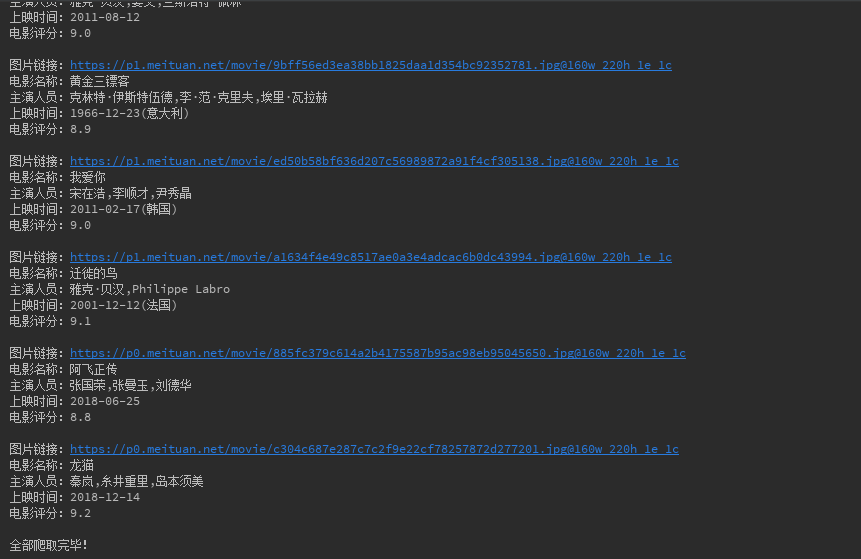 上映时间: 2011-08-12
电影评分: 9.0
图片链接: https://p1.meituan.net/movie/9bff56ed3ea38bb1825daa1d354bc92352781.jpg@160w_220h_1e_1c
电影名称: 黄金三镖客
主演人员: 克林特·伊斯特伍德,李·范·克里夫,埃里·瓦拉赫
上映时间: 1966-12-23(意大利)
电影评分: 8.9
图片链接: https://p1.meituan.net/movie/ed50b58bf636d207c56989872a91f4cf305138.jpg@160w_220h_1e_1c
电影名称: 我爱你
主演人员: 宋在浩,李顺才,尹秀晶
上映时间: 2011-02-17(韩国)
电影评分: 9.0
图片链接: https://p1.meituan.net/movie/a1634f4e49c8517ae0a3e4adcac6b0dc43994.jpg@160w_220h_1e_1c
电影名称: 迁徙的鸟
主演人员: 雅克·贝汉,Philippe Labro
上映时间: 2001-12-12(法国)
电影评分: 9.1
图片链接: https://p0.meituan.net/movie/885fc379c614a2b4175587b95ac98eb95045650.jpg@160w_220h_1e_1c
电影名称: 阿飞正传
主演人员: 张国荣,张曼玉,刘德华
上映时间: 2018-06-25
电影评分: 8.8
图片链接: https://p0.meituan.net/movie/c304c687e287c7c2f9e22cf78257872d277201.jpg@160w_220h_1e_1c
电影名称: 龙猫
主演人员: 秦岚,糸井重里,岛本须美
上映时间: 2018-12-14
电影评分: 9.2
全部爬取完毕!